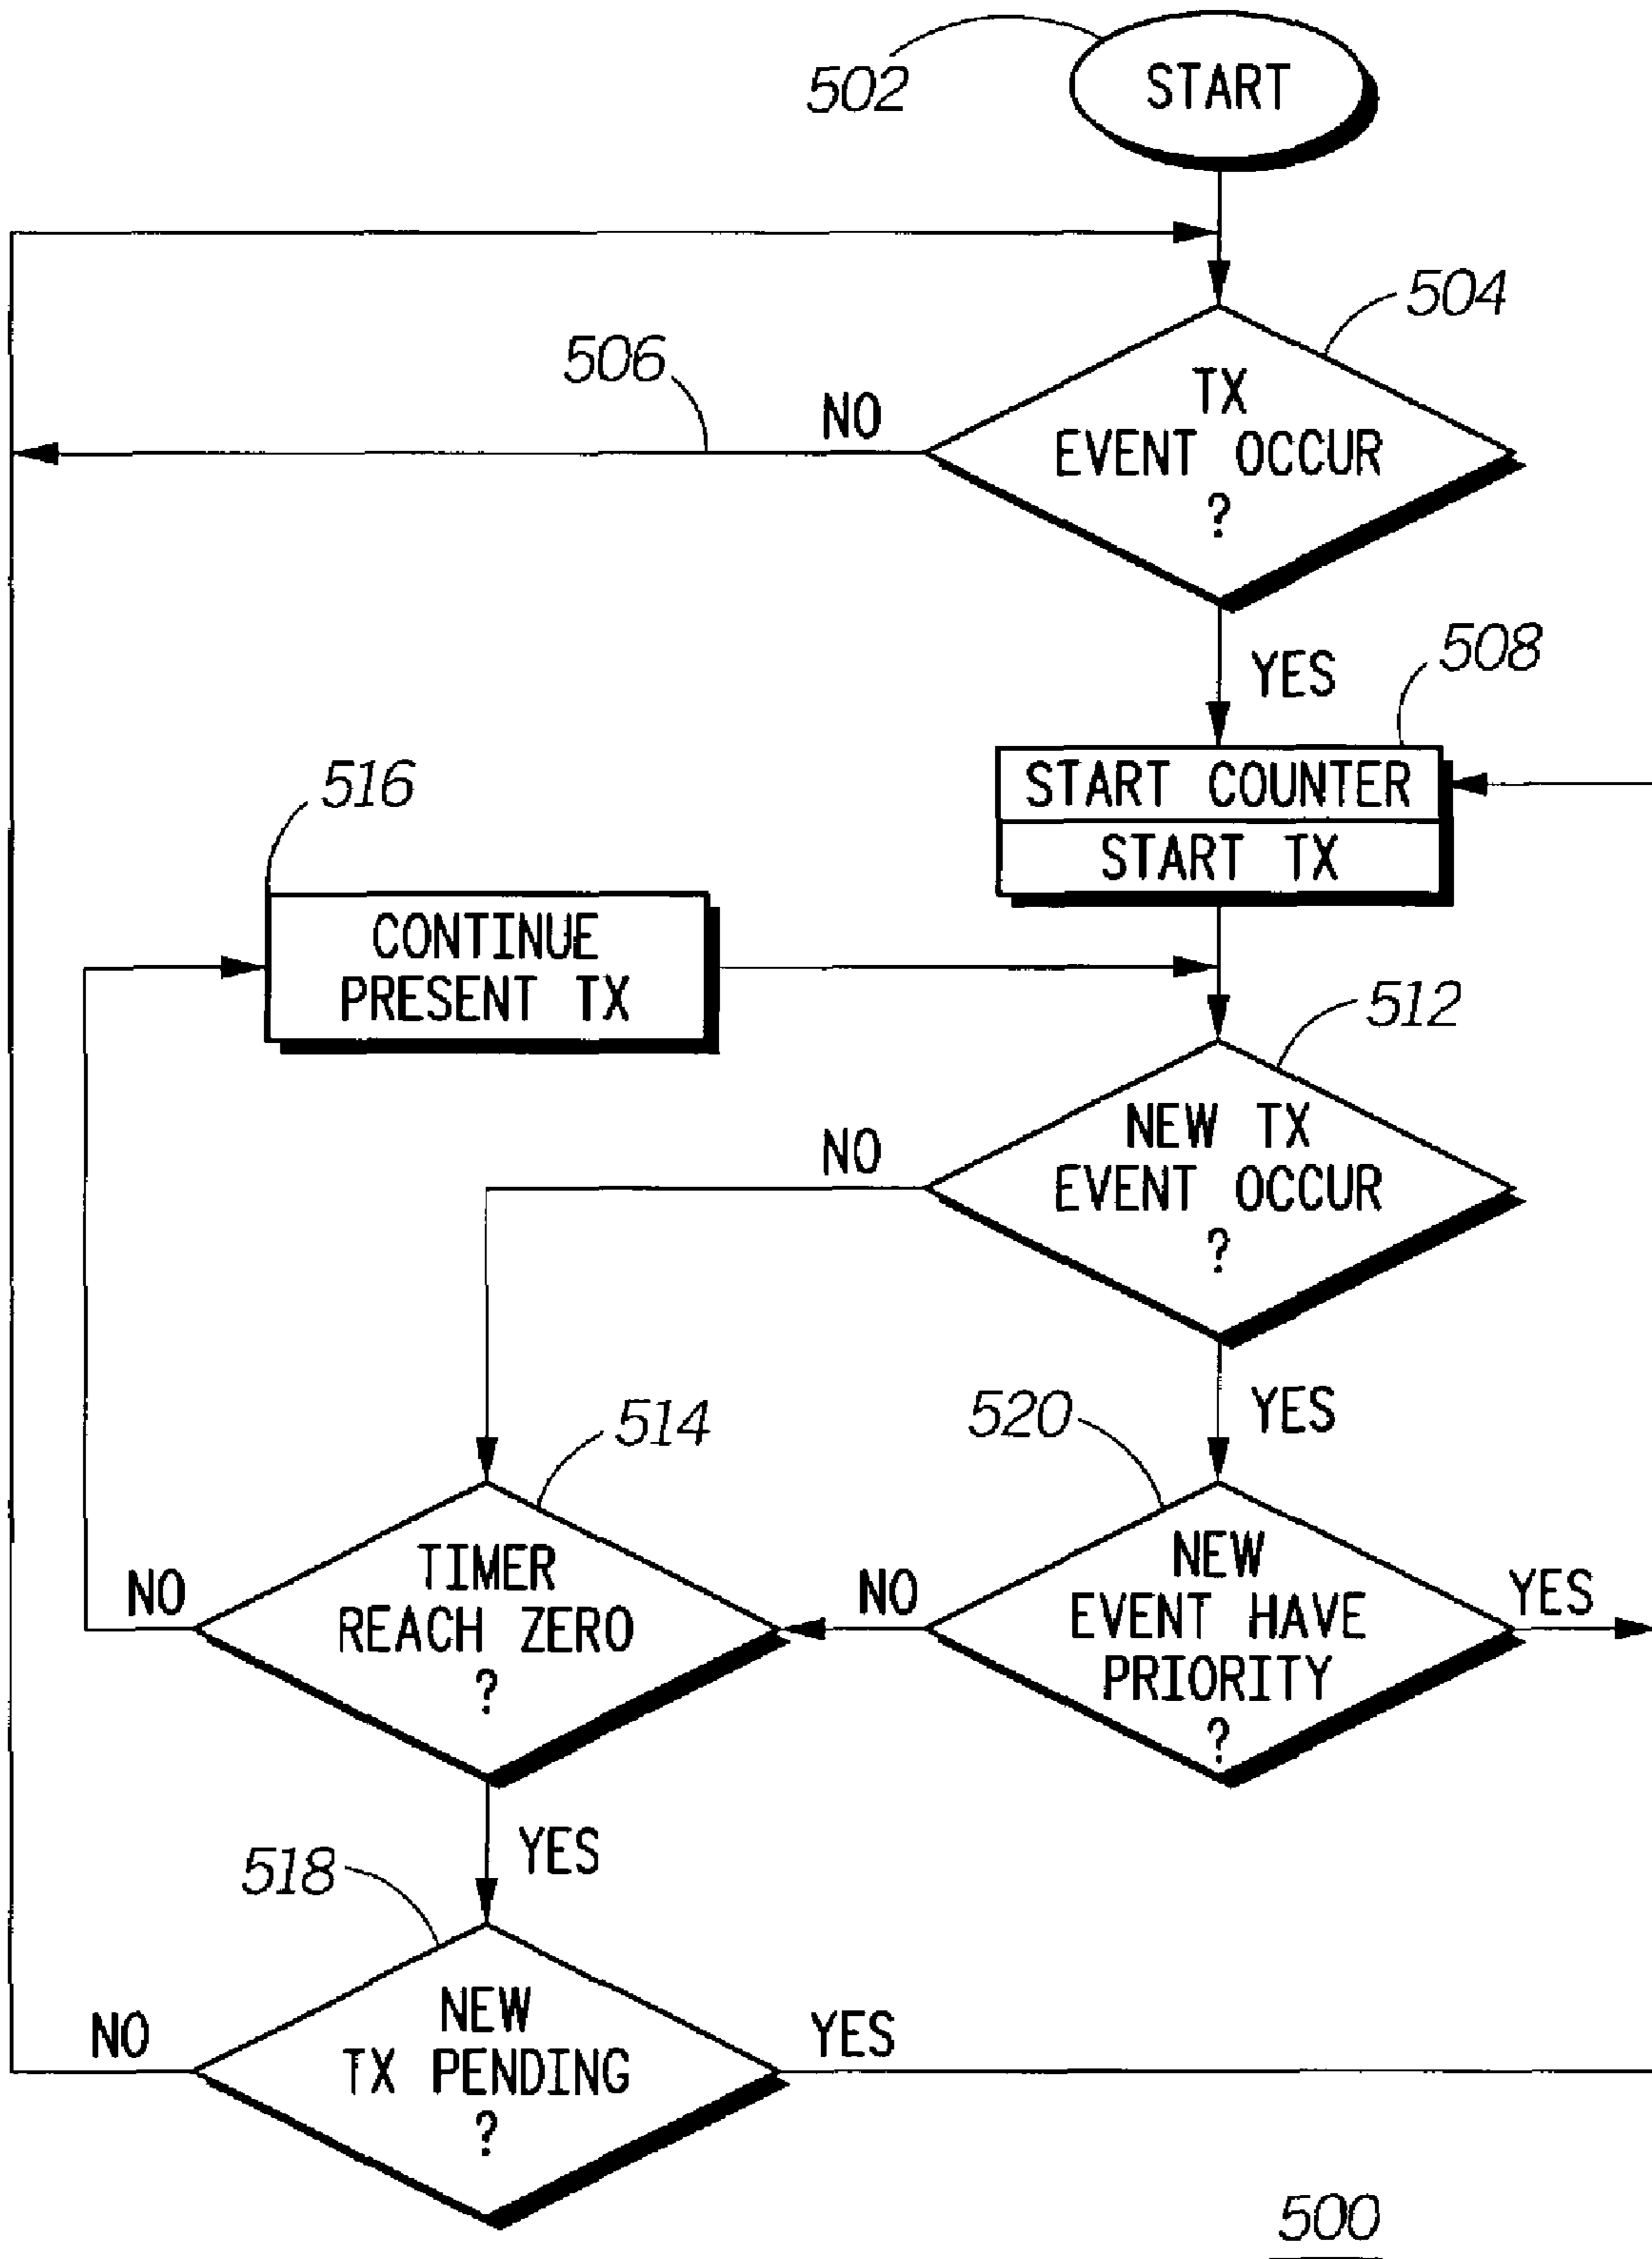 502
START
504
506
NO
TX
EVENT OCCUR
?
YES
508
START COUNTER
START TX
516
CONTINUE
PRESENT TX
512
NO
NEW TX
EVENT OCCUR
?
YES
514
520
NO
TIMER
REACH ZERO
?
NO
NEW
EVENT HAVE
PRIORITY
?
YES
YES
518
NO
NEW
TX PENDING
?
YES
500